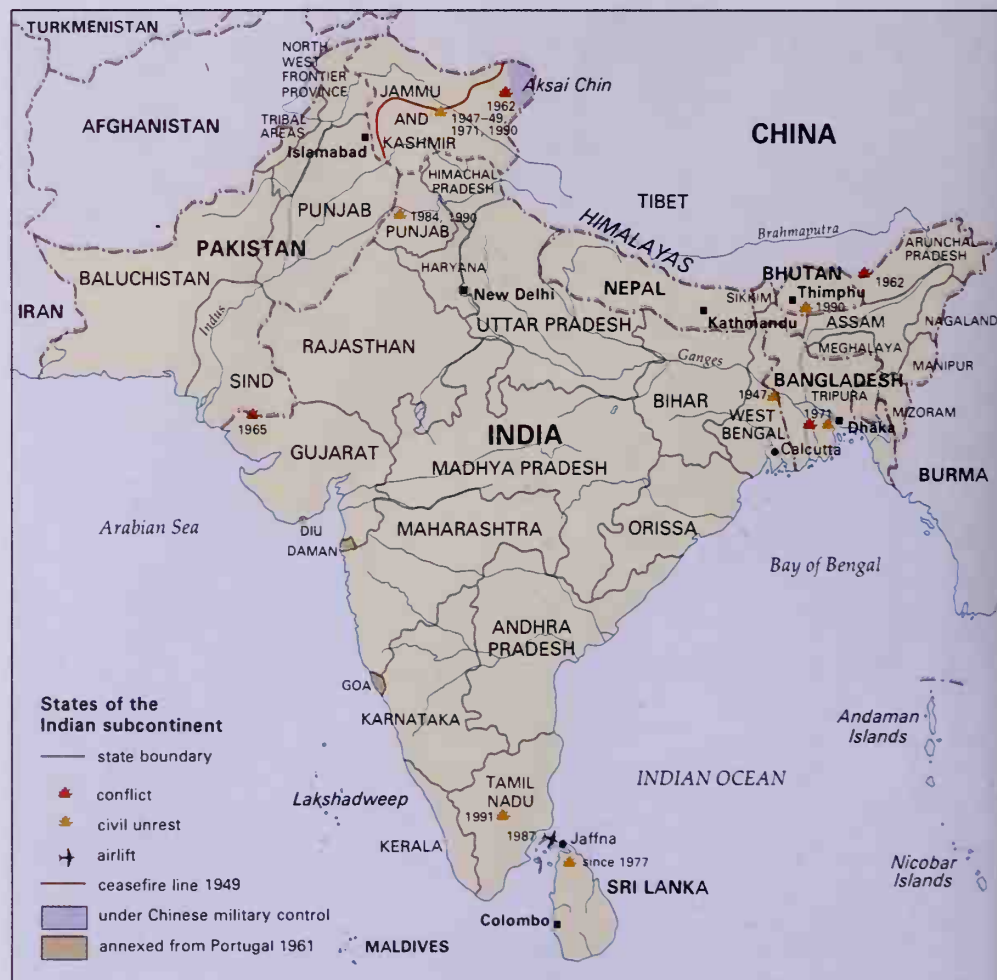 TURKMENISTAN
NORTH
WEST
FRONTIER
PROVINCE
JAMMU
AND
KASHMIR
Aksai Chin
1962
1947–49,
1971, 1990
AFGHANISTAN
TRIBAL
AREAS
Islamabad
CHINA
HIMACHAL
PRADESH
TIBET
PUNJAB
1984, 1990
PUNJAB
HIMALAYAS
Brahmaputra
ARUNCHAL
PRADESH
PAKISTAN
BALUCHISTAN
HARYANA
New Delhi
NEPAL
BHUTAN
SIKKIM
Thimphu
1990
1962
IRAN
Indus
UTTAR PRADESH
Kathmandu
ASSAM
NAGALAND
RAJASTHAN
Ganges
MEGHALAYA
MANIPUR
SIND
1965
BIHAR
1947
BANGLADESH
TRIPURA
WEST
BENGAL
1971
Dhaka
MIZORAM
INDIA
GUJARAT
MADHYA PRADESH
Calcutta
BURMA
Arabian Sea
DIU
DAMAN
MAHARASHTRA
ORISSA
Bay of Bengal
ANDHRA
PRADESH
GOA
KARNATAKA
Andaman
Islands
Lakshadweep
TAMIL
NADU
1991
INDIAN OCEAN
KERALA
1987
Jaffna
since 1977
SRI LANKA
Nicobar
Islands
Colombo
MALDIVES
States of the
Indian subcontinent
state boundary
conflict
civil unrest
airlift
ceasefire line 1949
under Chinese military control
annexed from Portugal 1961